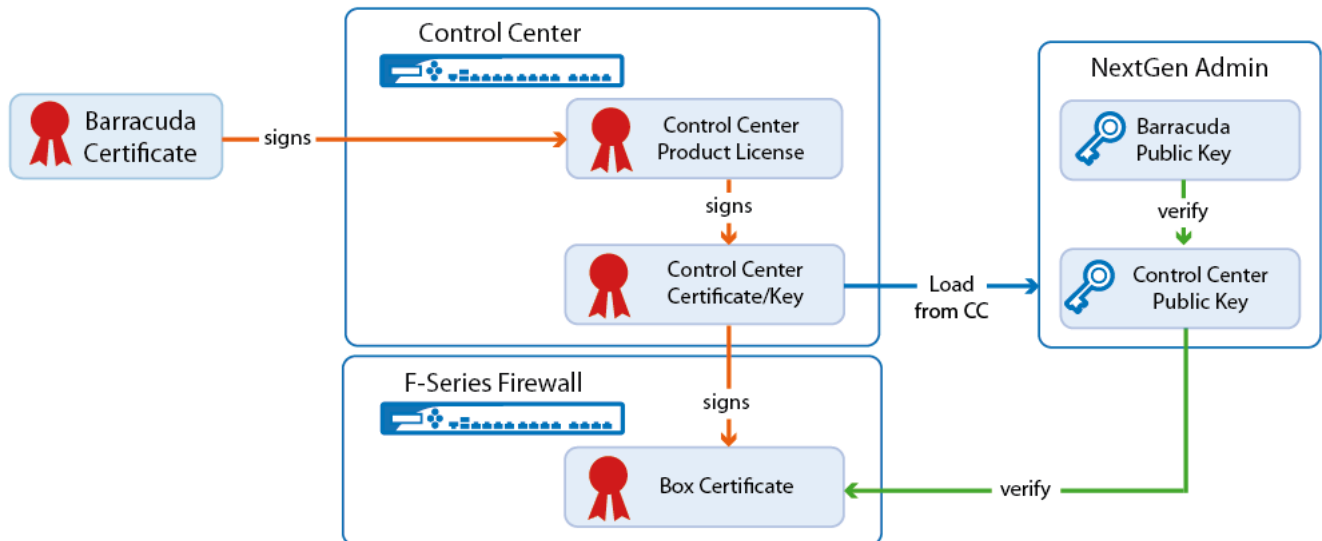 Control Center
NextGen Admin
Barracuda
Certificate
signs
Control Center
Product License
Barracuda
Public Key
signs
verify
Control Center
Certificate/Key
Load
from CC
Control Center
Public Key
F-Series Firewall
signs
Box Certificate
verify